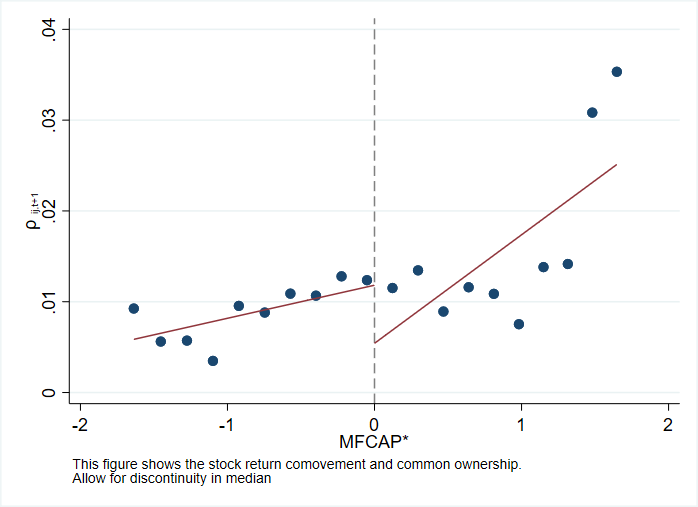 .04
.03
.02
.01
0
ρ ij,t+1
-2 -1 0 1 2
MFCAP*
This figure shows the stock return comovement and common ownership.
Allow for discontinuity in median